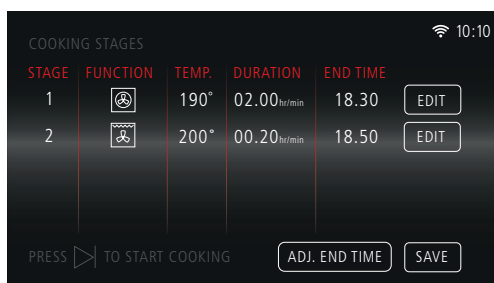 10:10
COOKING STAGES
STAGE FUNCTION TEMP. DURATION END TIME
1 190° 02.00hr/min 18.30 EDIT
2 200° 00.20hr/min 18.50 EDIT
PRESS TO START COOKING ADJ. END TIME SAVE